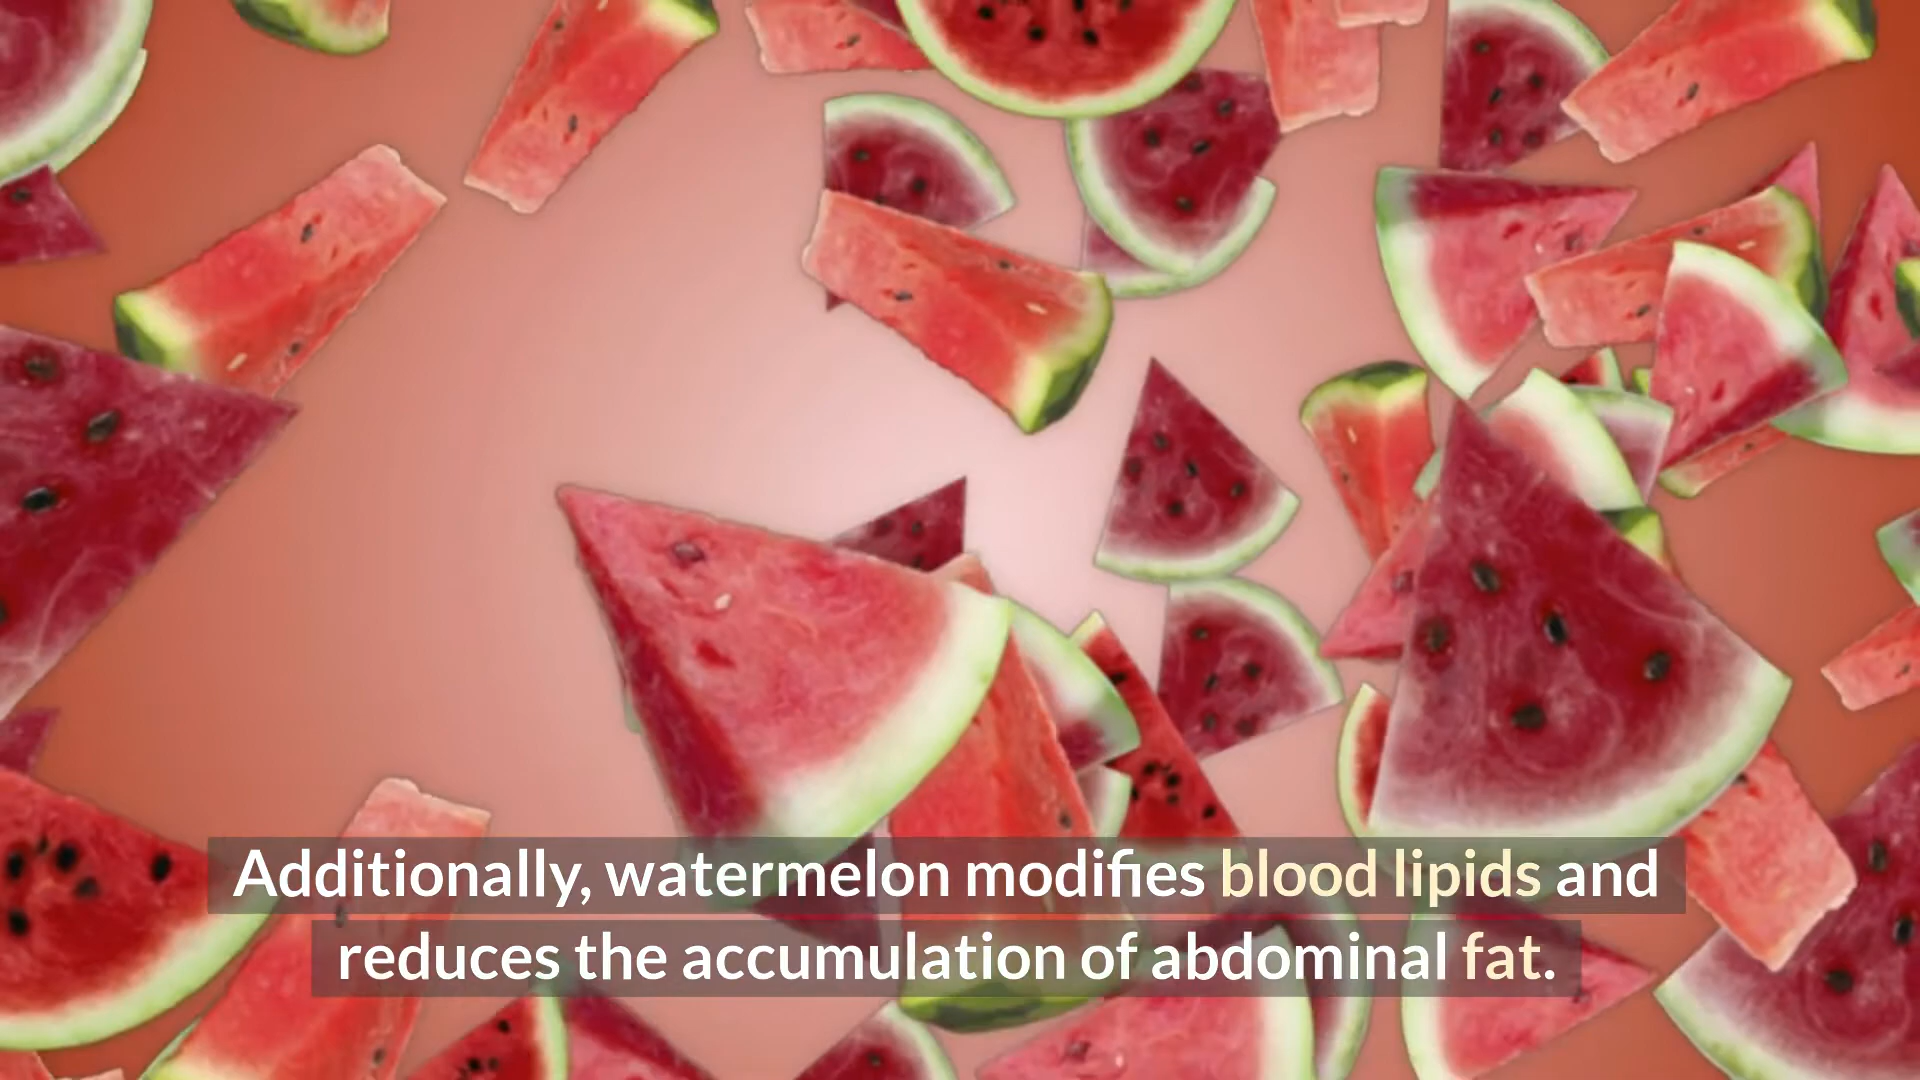 Additionally, watermelon modifies blood lipids and
reduces the accumulation of abdominal fat.